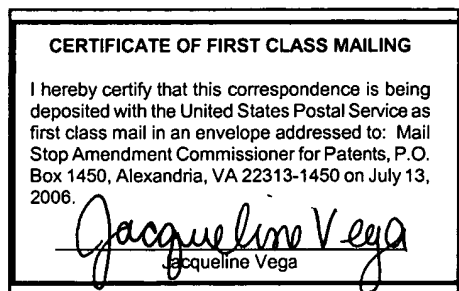 CERTIFICATE OF FIRST CLASS MAILING
I hereby certify that this correspondence is being
deposited with the United States Postal Service as
first class mail in an envelope addressed to: Mail
Stop Amendment Commissioner for Patents, P.O.
Box 1450, Alexandria, VA 22313-1450 on July 13,
2006.
Jacqueline Vega
Jacqueline Vega